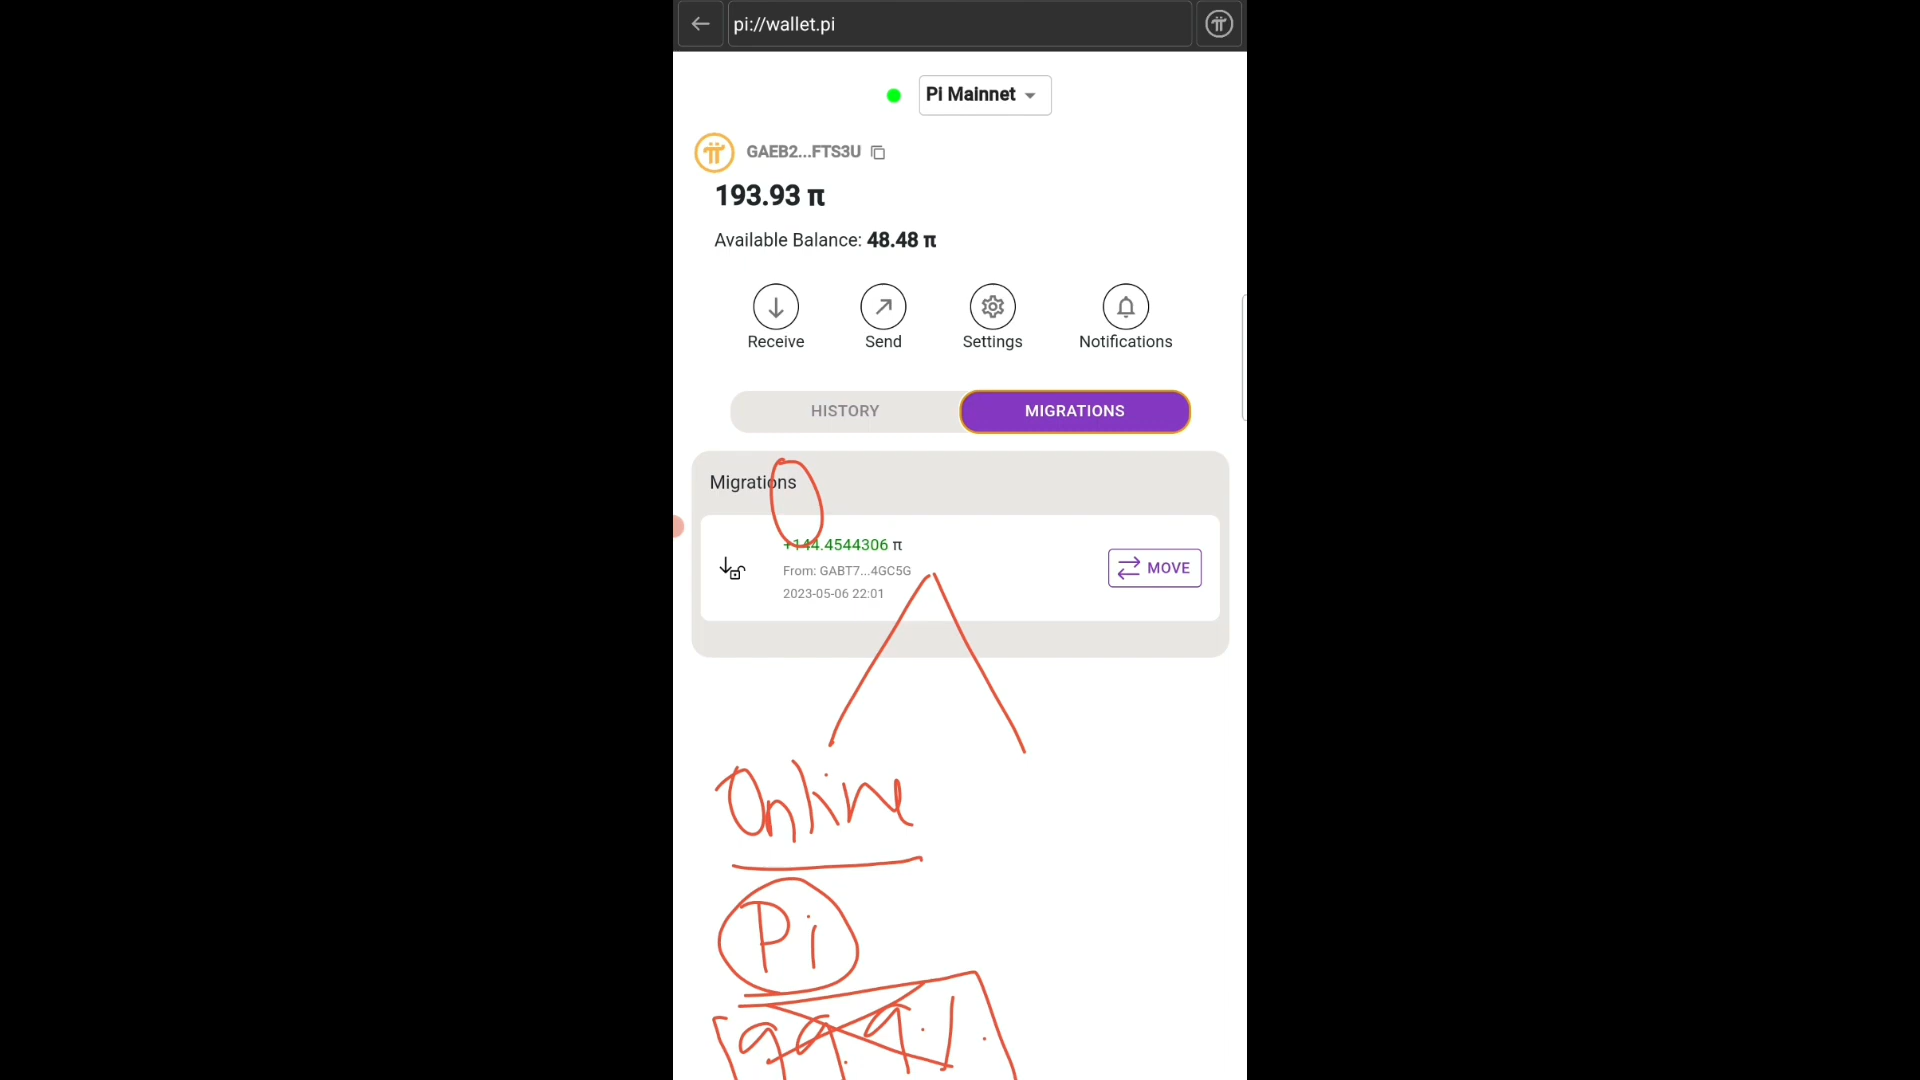 pi://wallet.pi
Pi Mainnet
GAEB2...FTS3U
193.93 π
Available Balance: 48.48 π
Receive Send Settings Notifications
HISTORY MIGRATIONS
Migrations
+144.4544306 π
From: GABT7...4GC5G
2023-05-06 22:01
MOVE
Online
Pi